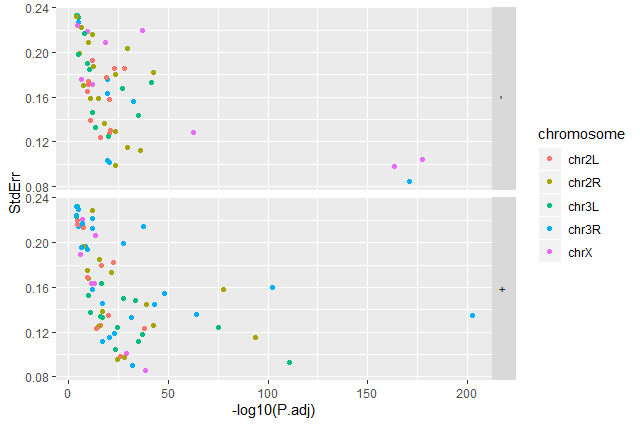 0.24
0.20
0.16
0.12
0.08
0.24
0.20
0.16
0.12
0.08
StdErr
0
50
100
150
200
-log10(P.adj)
+
chromosome
chr2L
chr2R
chr3L
chr3R
chrX